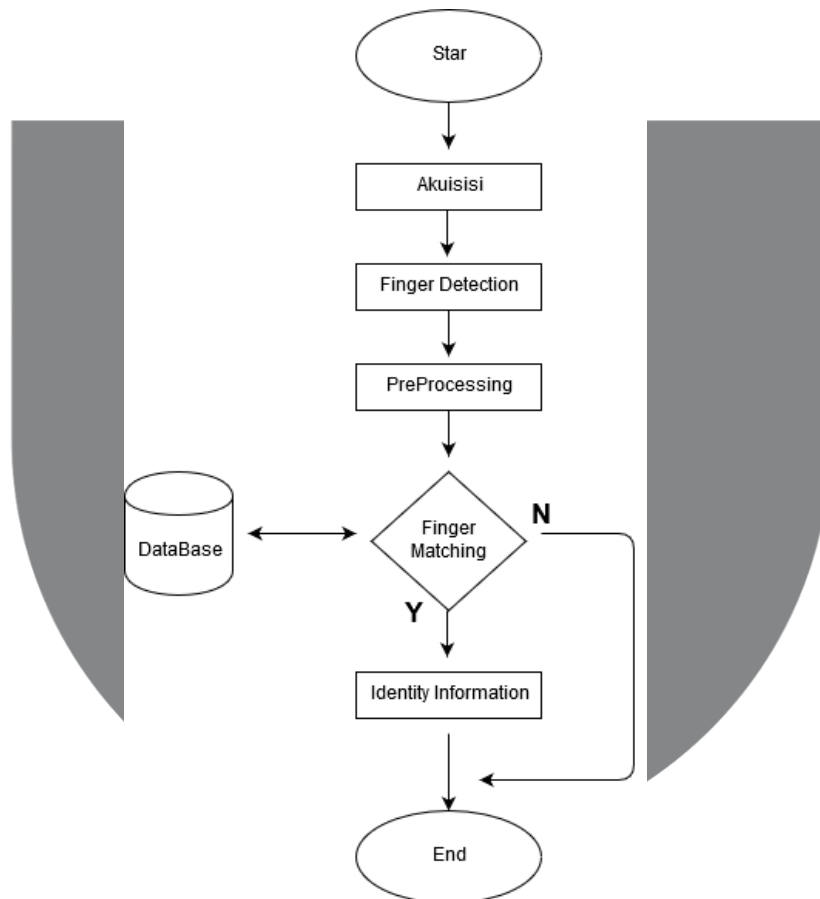 Star
Akuisisi
Finger Detection
PreProcessing
DataBase
Finger
Matching
N
Y
Identity Information
End